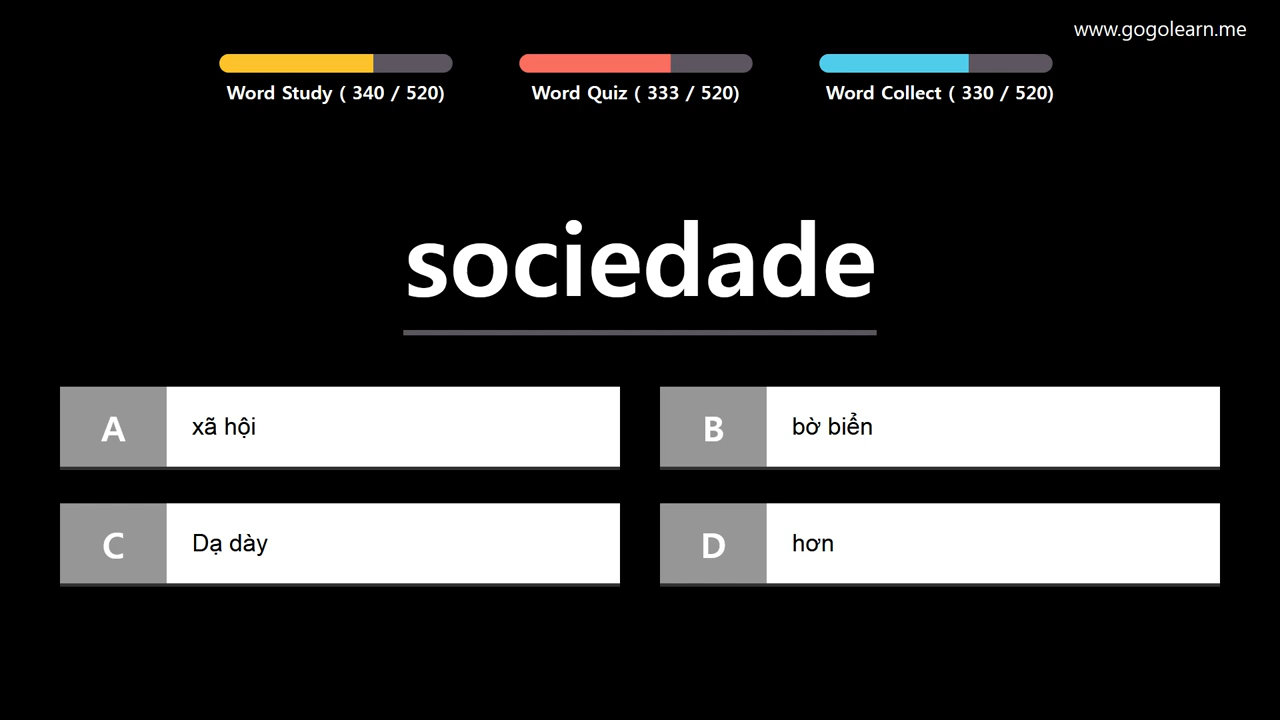 www.gogolearn.me
Word Study ( 340 / 520)
Word Quiz ( 333 / 520)
Word Collect ( 330 / 520)
sociedade
A xã hội
B bờ biển
C Dạ dày
D hơn